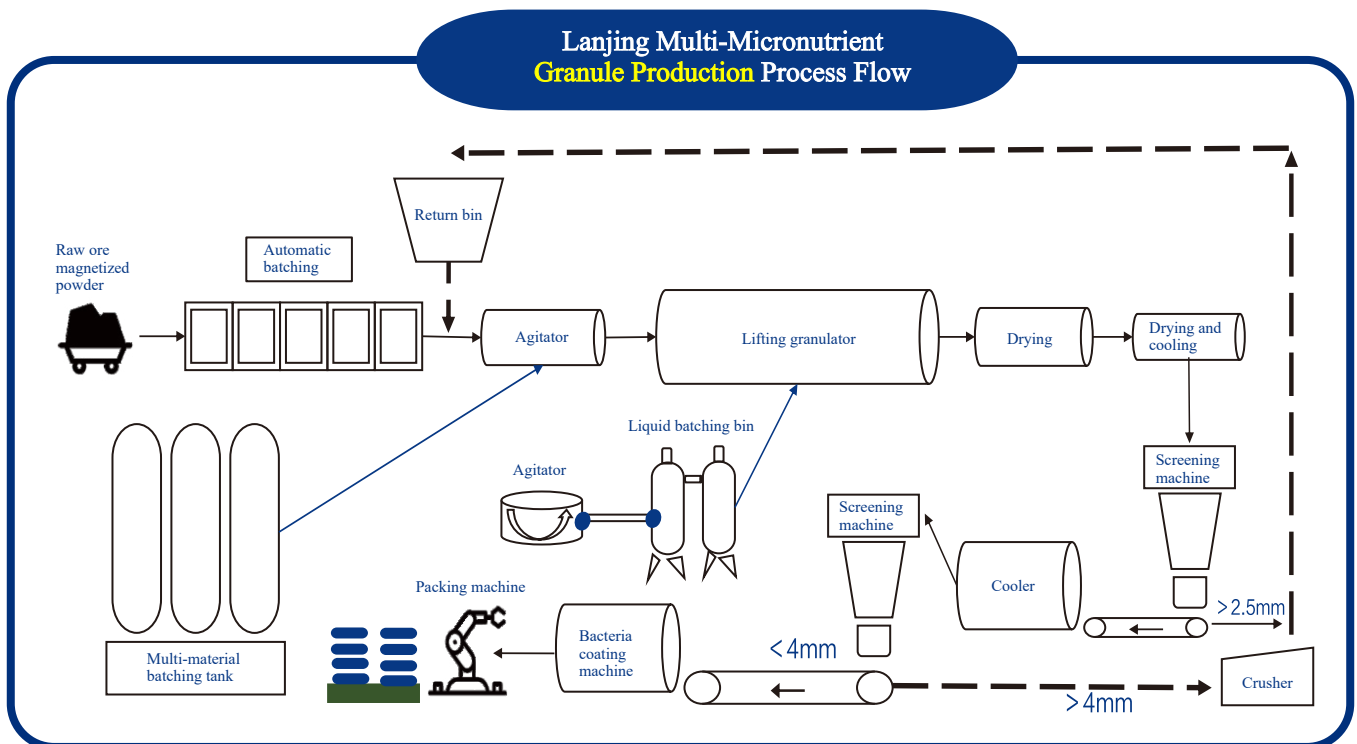 Lanjing Multi-Micronutrient
Granule Production Process Flow
Return bin
Raw ore
magnetized
powder
Automatic
batching
Agitator
Lifting granulator
Drying
Drying and
cooling
Liquid batching bin
Agitator
Screening
machine
Screening
machine
Cooler
>2.5mm
Packing machine
Bacteria
coating
machine
<4mm
Multi-material
batching tank
>4mm
Crusher